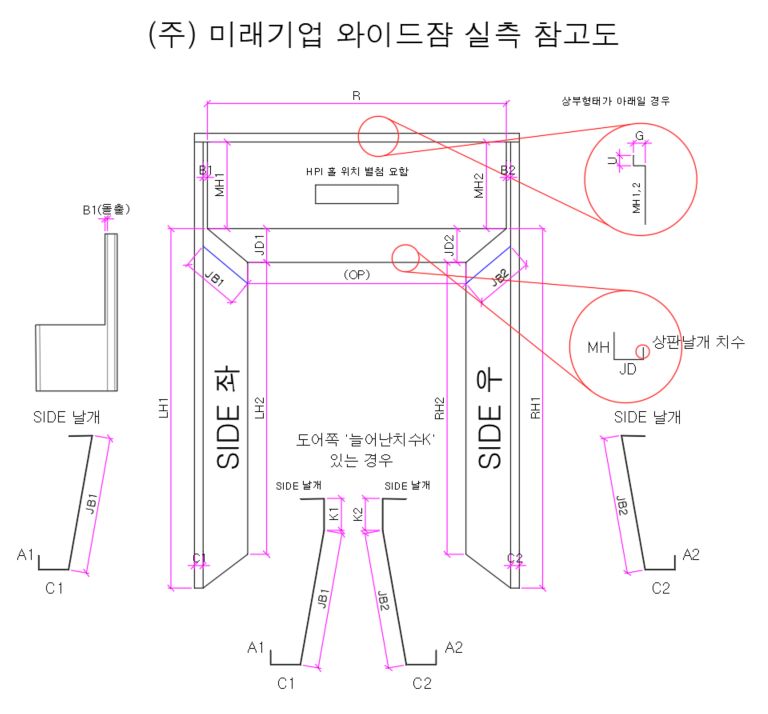 (주) 미래기업 와이드쟘 실측 참고도
R
상부형태가 아래일 경우
G
U
MH1,2
B1
B2
MH1
MH2
HPI 홀 위치 별첨 요함
B1(돌출)
JD1
JD2
JB1
JB2
(OP)
MH
상판날개 치수
JD
SIDE 좌
SIDE 우
LH1
LH2
RH2
RH1
SIDE 날개
SIDE 날개
도어쪽 '늘어난치수K'
있는 경우
SIDE 날개
SIDE 날개
JB1
K1
K2
JB2
A1
C1
C1
C2
A2
C2
JB1
JB2
A1
C1
A2
C2